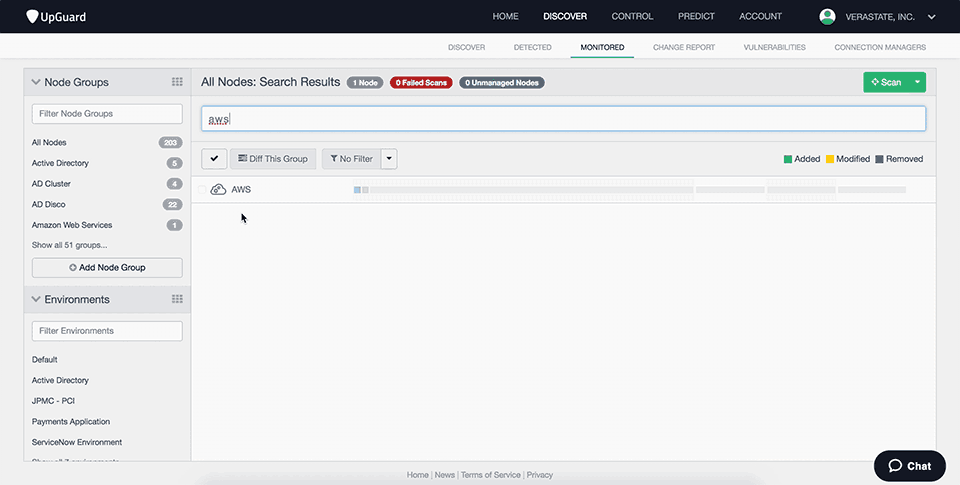 UpGuard
HOME DISCOVER CONTROL PREDICT ACCOUNT VERASTATE, INC.
DISCOVER DETECTED MONITORED CHANGE REPORT VULNERABILITIES CONNECTION MANAGERS
Node Groups
Filter Node Groups
All Nodes 203
Active Directory 5
AD Cluster 4
AD Disco 22
Amazon Web Services 1
Show all 51 groups...
Add Node Group
Environments
Filter Environments
Default
Active Directory
JPMC - PCI
Payments Application
ServiceNow Environment
Show all 7 environments
All Nodes: Search Results 1 Node 0 Failed Scans 0 Unmanaged Nodes Scan
aws
Diff This Group No Filter Added Modified Removed
AWS
Home | News | Terms of Service | Privacy
Chat